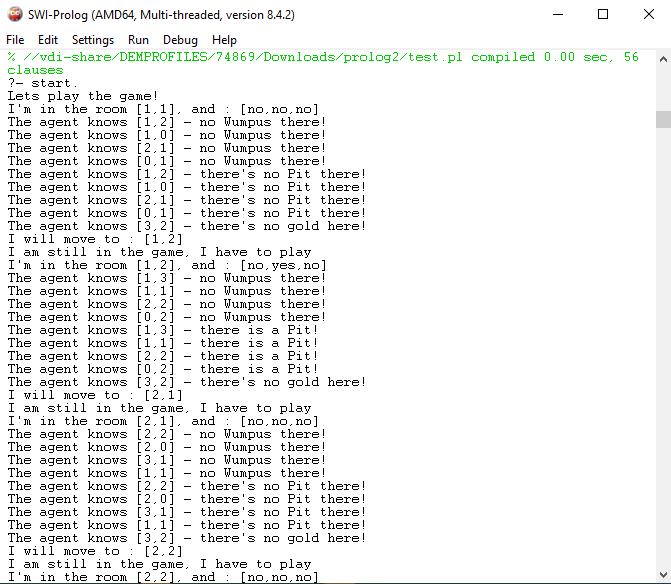 SWI-Prolog (AMD64, Multi-threaded, version 8.4.2)
File Edit Settings Run Debug Help
% //vdi-share/DEMPROFILES/74869/Downloads/prolog2/test.pl compiled 0.00 sec, 56
clauses
?- start.
Lets play the game!
I'm in the room [1,1], and : [no,no,no]
The agent knows [1,2] - no Wumpus there!
The agent knows [1,0] - no Wumpus there!
The agent knows [2,1] - no Wumpus there!
The agent knows [0,1] - no Wumpus there!
The agent knows [1,2] - there's no Pit there!
The agent knows [1,0] - there's no Pit there!
The agent knows [2,1] - there's no Pit there!
The agent knows [0,1] - there's no Pit there!
The agent knows [3,2] - there's no gold here!
I will move to : [1,2]
I am still in the game, I have to play
I'm in the room [1,2], and : [no,yes,no]
The agent knows [1,3] - no Wumpus there!
The agent knows [1,1] - no Wumpus there!
The agent knows [2,2] - no Wumpus there!
The agent knows [0,2] - no Wumpus there!
The agent knows [1,3] - there is a Pit!
The agent knows [1,1] - there is a Pit!
The agent knows [2,2] - there is a Pit!
The agent knows [0,2] - there is a Pit!
The agent knows [3,2] - there's no gold here!
I will move to : [2,1]
I am still in the game, I have to play
I'm in the room [2,1], and : [no,no,no]
The agent knows [2,2] - no Wumpus there!
The agent knows [2,0] - no Wumpus there!
The agent knows [3,1] - no Wumpus there!
The agent knows [1,1] - no Wumpus there!
The agent knows [2,2] - there's no Pit there!
The agent knows [2,0] - there's no Pit there!
The agent knows [3,1] - there's no Pit there!
The agent knows [1,1] - there's no Pit there!
The agent knows [3,2] - there's no gold here!
I will move to : [2,2]
I am still in the game, I have to play
I'm in the room [2,2], and : [no,no,no]